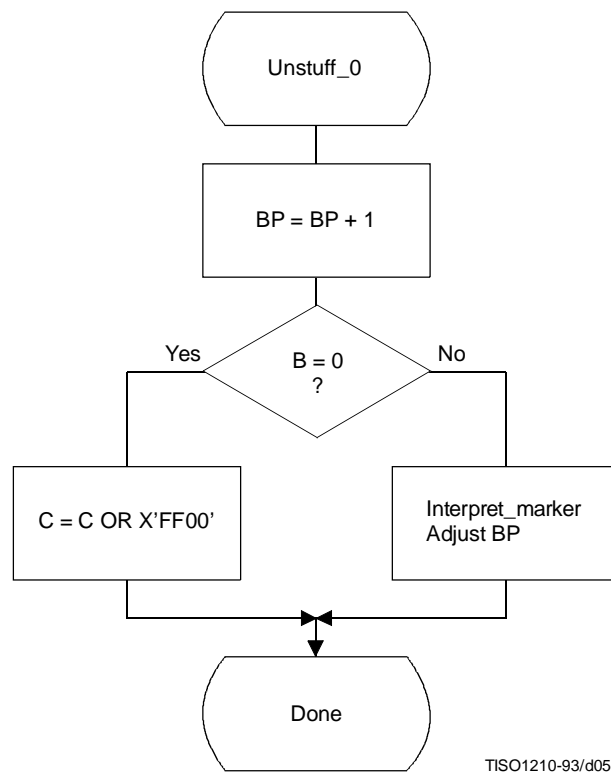 Unstuff_0
BP = BP + 1
Yes
B = 0
?
No
C = C OR X’FF00’
Interpret_marker
Adjust BP
Done
TISO1210-93/d05